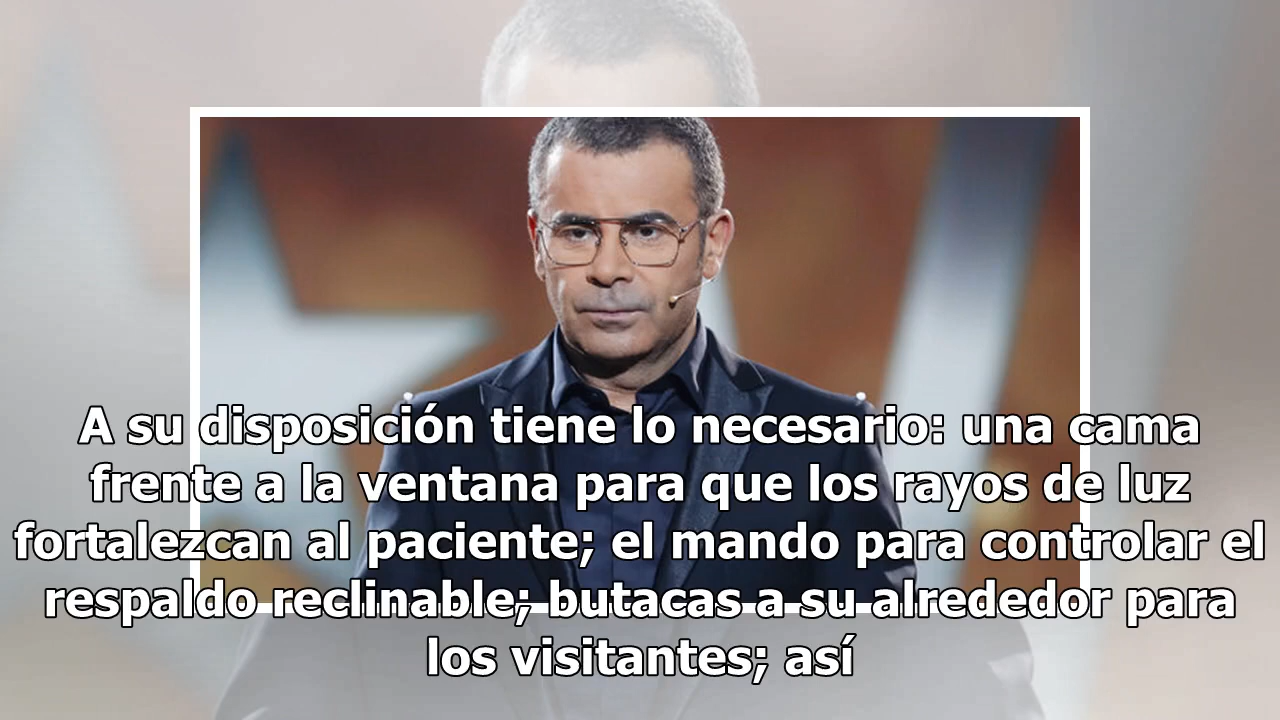 A su disposición tiene lo necesario: una cama
frente a la ventana para que los rayos de luz
fortalezcan al paciente; el mando para controlar el
respaldo reclinable; butacas a su alrededor para
los visitantes; así